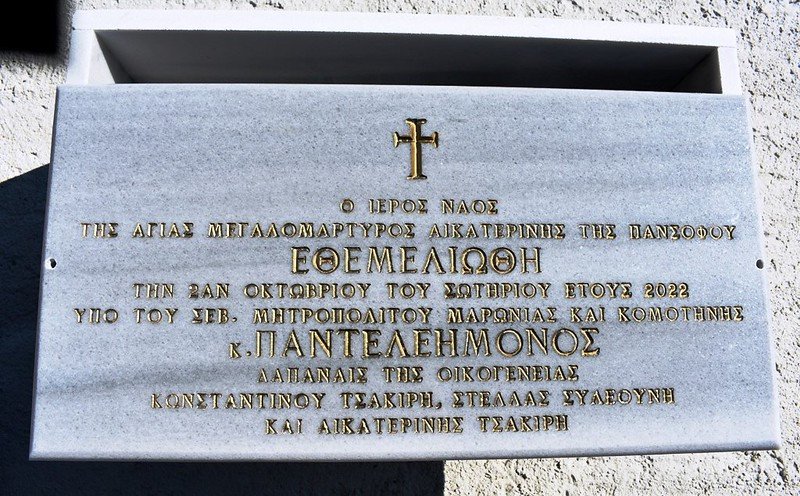 Ο ΙΕΡΟΣ ΝΑΟΣ
ΤΗΣ ΑΓΙΑΣ ΜΕΓΑΛΟΜΑΡΤΥΡΟΣ ΑΙΚΑΤΕΡΙΝΗΣ ΤΗΣ ΠΑΝΣΟΦΟΥ
ΕΘΕΜΕΛΙΩΘΗ
ΤΗΝ 2ΑΝ ΟΚΤΩΒΡΙΟΥ ΤΟΥ ΣΩΤΗΡΙΟΥ ΕΤΟΥΣ 2022
ΥΠΟ ΤΟΥ ΣΕΒ. ΜΗΤΡΟΠΟΛΙΤΟΥ ΜΑΡΩΝΙΑΣ ΚΑΙ ΚΟΜΟΤΗΝΗΣ
κ. ΠΑΝΤΕΛΕΗΜΟΝΟΣ
ΔΑΠΑΝΑΙΣ ΤΗΣ ΟΙΚΟΓΕΝΕΙΑΣ
ΚΩΝΣΤΑΝΤΙΝΟΥ ΤΣΑΚΙΡΗ, ΣΤΕΛΛΑΣ ΣΥΛΕΟΥΝΗ
ΚΑΙ ΑΙΚΑΤΕΡΙΝΗΣ ΤΣΑΚΙΡΗ